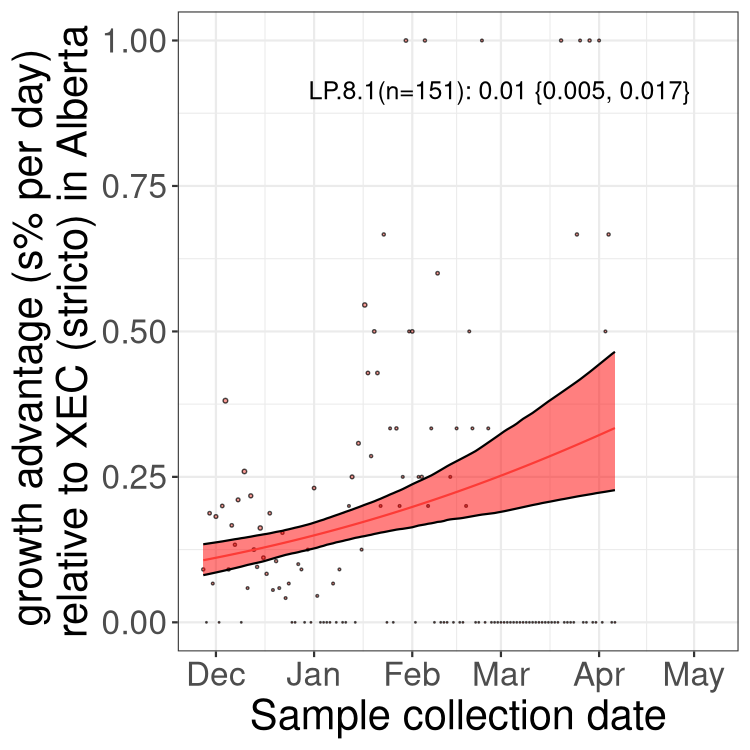 growth advantage (s% per day)
relative to XEC (stricto) in Alberta
1.00
0.75
0.50
0.25
0.00
LP.8.1(n=151): 0.01 {0.005, 0.017}
Dec Jan Feb Mar Apr May
Sample collection date